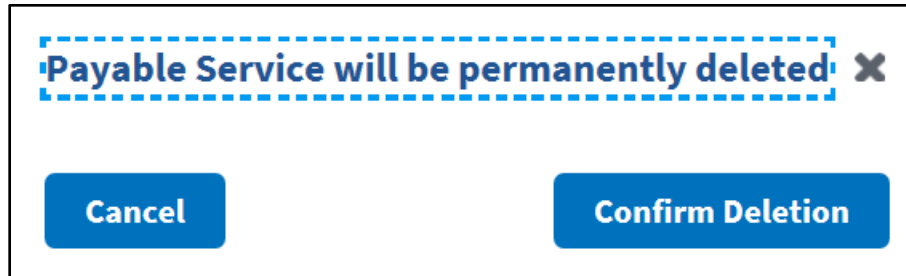 Payable Service will be permanently deleted ✖
Cancel
Confirm Deletion